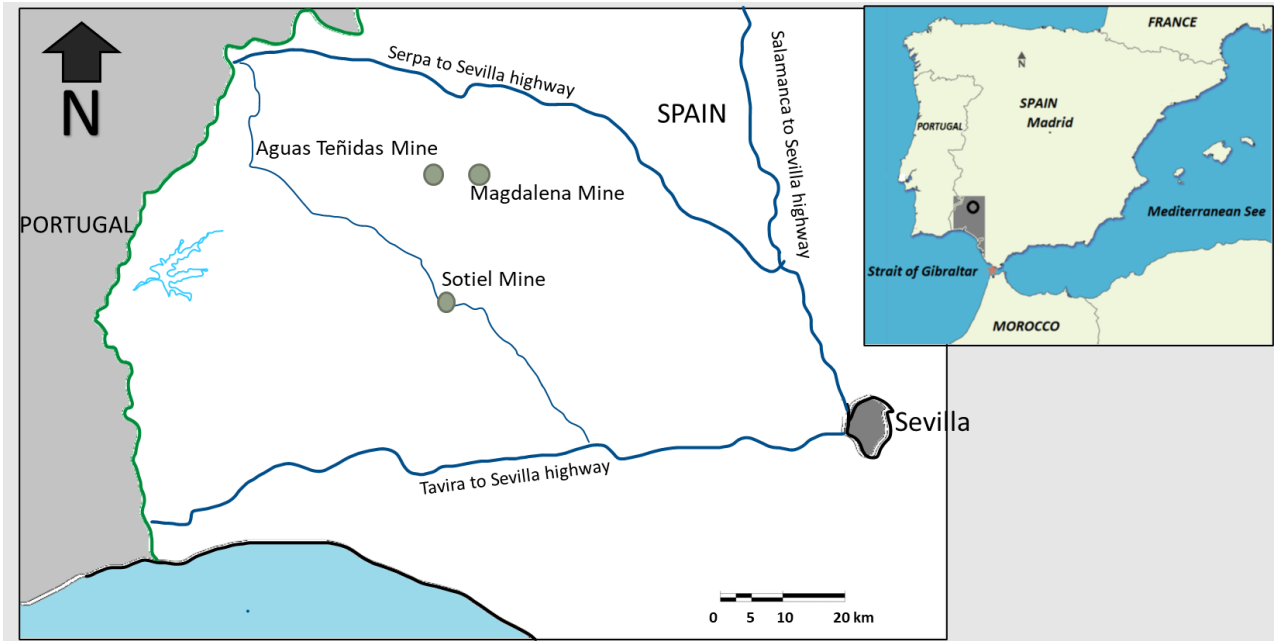 N
Serpa to Sevilla highway
Salamanca to Sevilla highway
SPAIN
Aguas Teñidas Mine
Magdalena Mine
PORTUGAL
Sotiel Mine
Sevilla
Tavira to Sevilla highway
0 5 10 20 km
FRANCE
N
SPAIN
Madrid
PORTUGAL
Mediterranean See
Strait of Gibraltar
MOROCCO